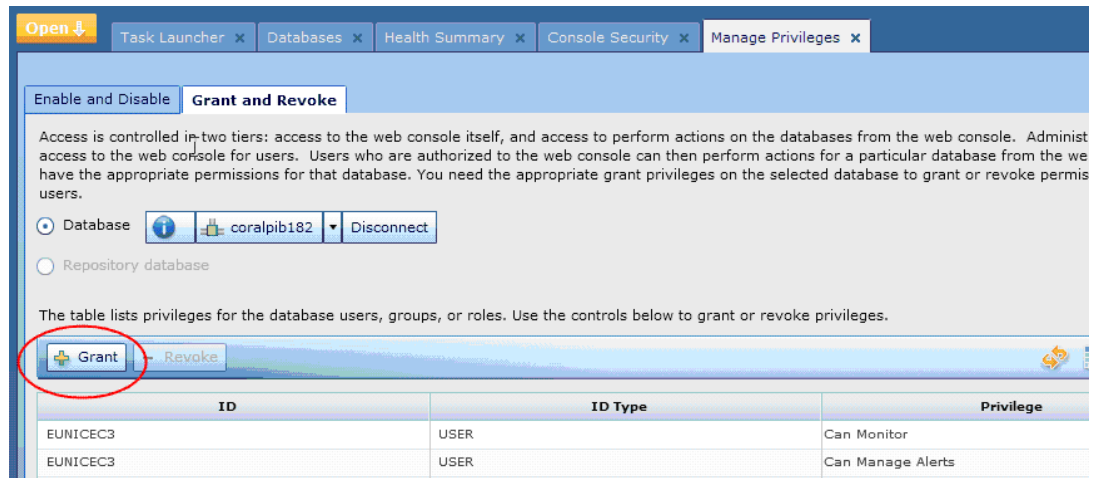 Open
Task Launcher x Databases x Health Summary x Console Security x Manage Privileges x
Enable and Disable Grant and Revoke
Access is controlled in two tiers: access to the web console itself, and access to perform actions on the databases from the web console. Administ
access to the web console for users. Users who are authorized to the web console can then perform actions for a particular database from the we
have the appropriate permissions for that database. You need the appropriate grant privileges on the selected database to grant or revoke permis
users.
Database coralpib182 Disconnect
Repository database
The table lists privileges for the database users, groups, or roles. Use the controls below to grant or revoke privileges.
Grant Revoke
ID ID Type Privilege
EUNICEC3 USER Can Monitor
EUNICEC3 USER Can Manage Alerts